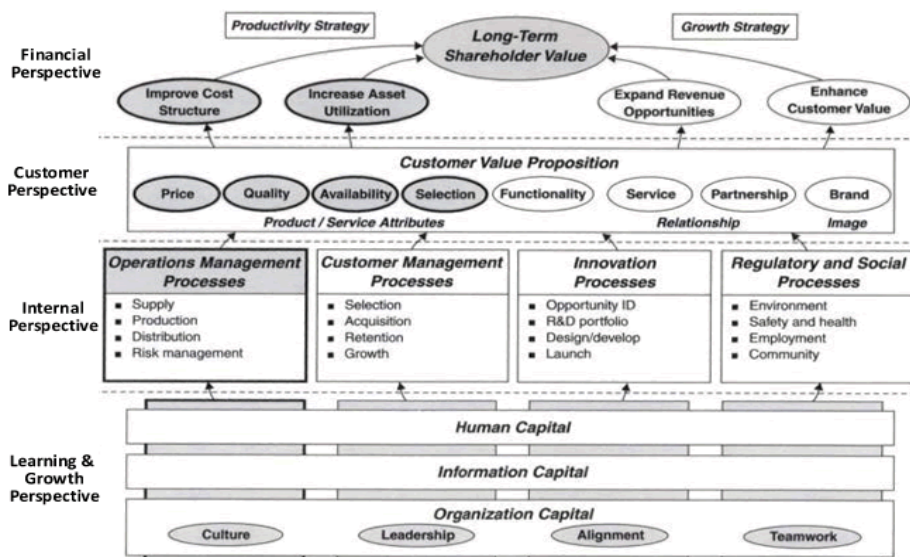 Productivity Strategy
Long-Term
Shareholder Value
Growth Strategy
Financial
Perspective
Improve Cost
Structure
Increase Asset
Utilization
Expand Revenue
Opportunities
Enhance
Customer Value
Customer
Perspective
Customer Value Proposition
Price
Quality
Availability
Selection
Functionality
Service
Partnership
Brand
Product / Service Attributes
Relationship
Image
Internal
Perspective
Operations Management
Processes
▪ Supply
▪ Production
▪ Distribution
▪ Risk management
Customer Management
Processes
▪ Selection
▪ Acquisition
▪ Retention
▪ Growth
Innovation
Processes
▪ Opportunity ID
▪ R&D portfolio
▪ Design/develop
▪ Launch
Regulatory and Social
Processes
▪ Environment
▪ Safety and health
▪ Employment
▪ Community
Learning &
Growth
Perspective
Human Capital
Information Capital
Organization Capital
Culture
Leadership
Alignment
Teamwork